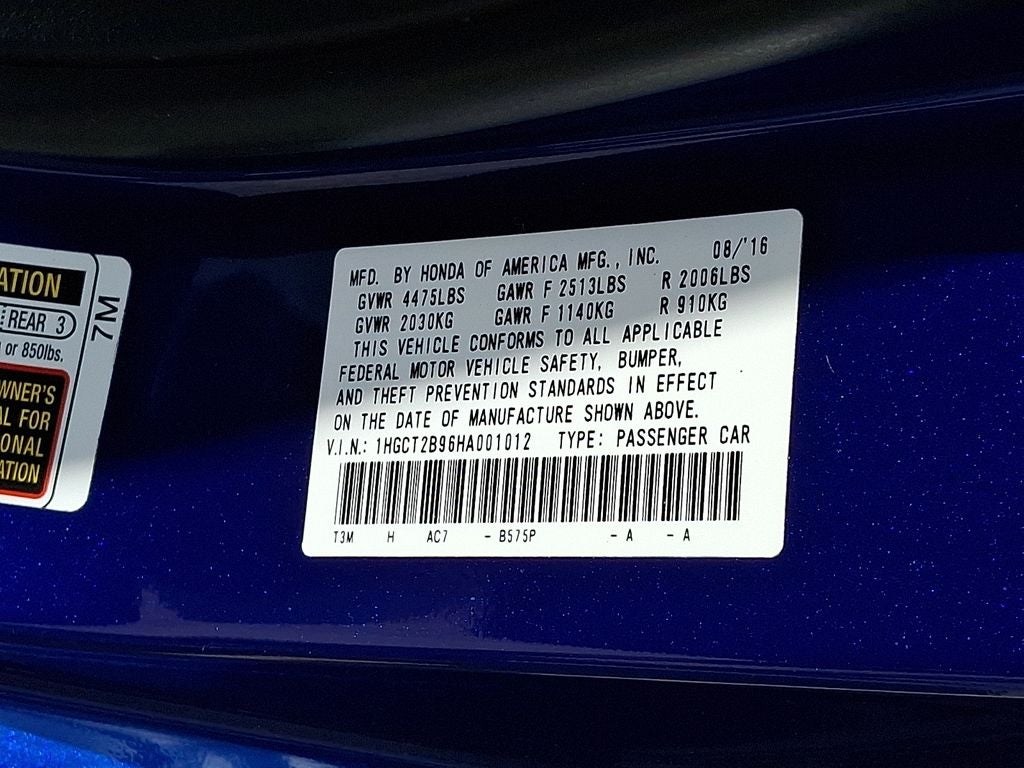 ATION
REAR 3
or 850lbs.
WNER'S
AL FOR
ONAL
ATION
7M
MFD. BY HONDA OF AMERICA MFG., INC. 08/'16
GVWR 4475LBS GAWR F 2513LBS R 2006LBS
GVWR 2030KG GAWR F 1140KG R 910KG
THIS VEHICLE CONFORMS TO ALL APPLICABLE
FEDERAL MOTOR VEHICLE SAFETY, BUMPER,
AND THEFT PREVENTION STANDARDS IN EFFECT
ON THE DATE OF MANUFACTURE SHOWN ABOVE.
V.I.N.: 1HGCT2B96HA001012 TYPE: PASSENGER CAR
T3M H AC7 - B575P - A - A